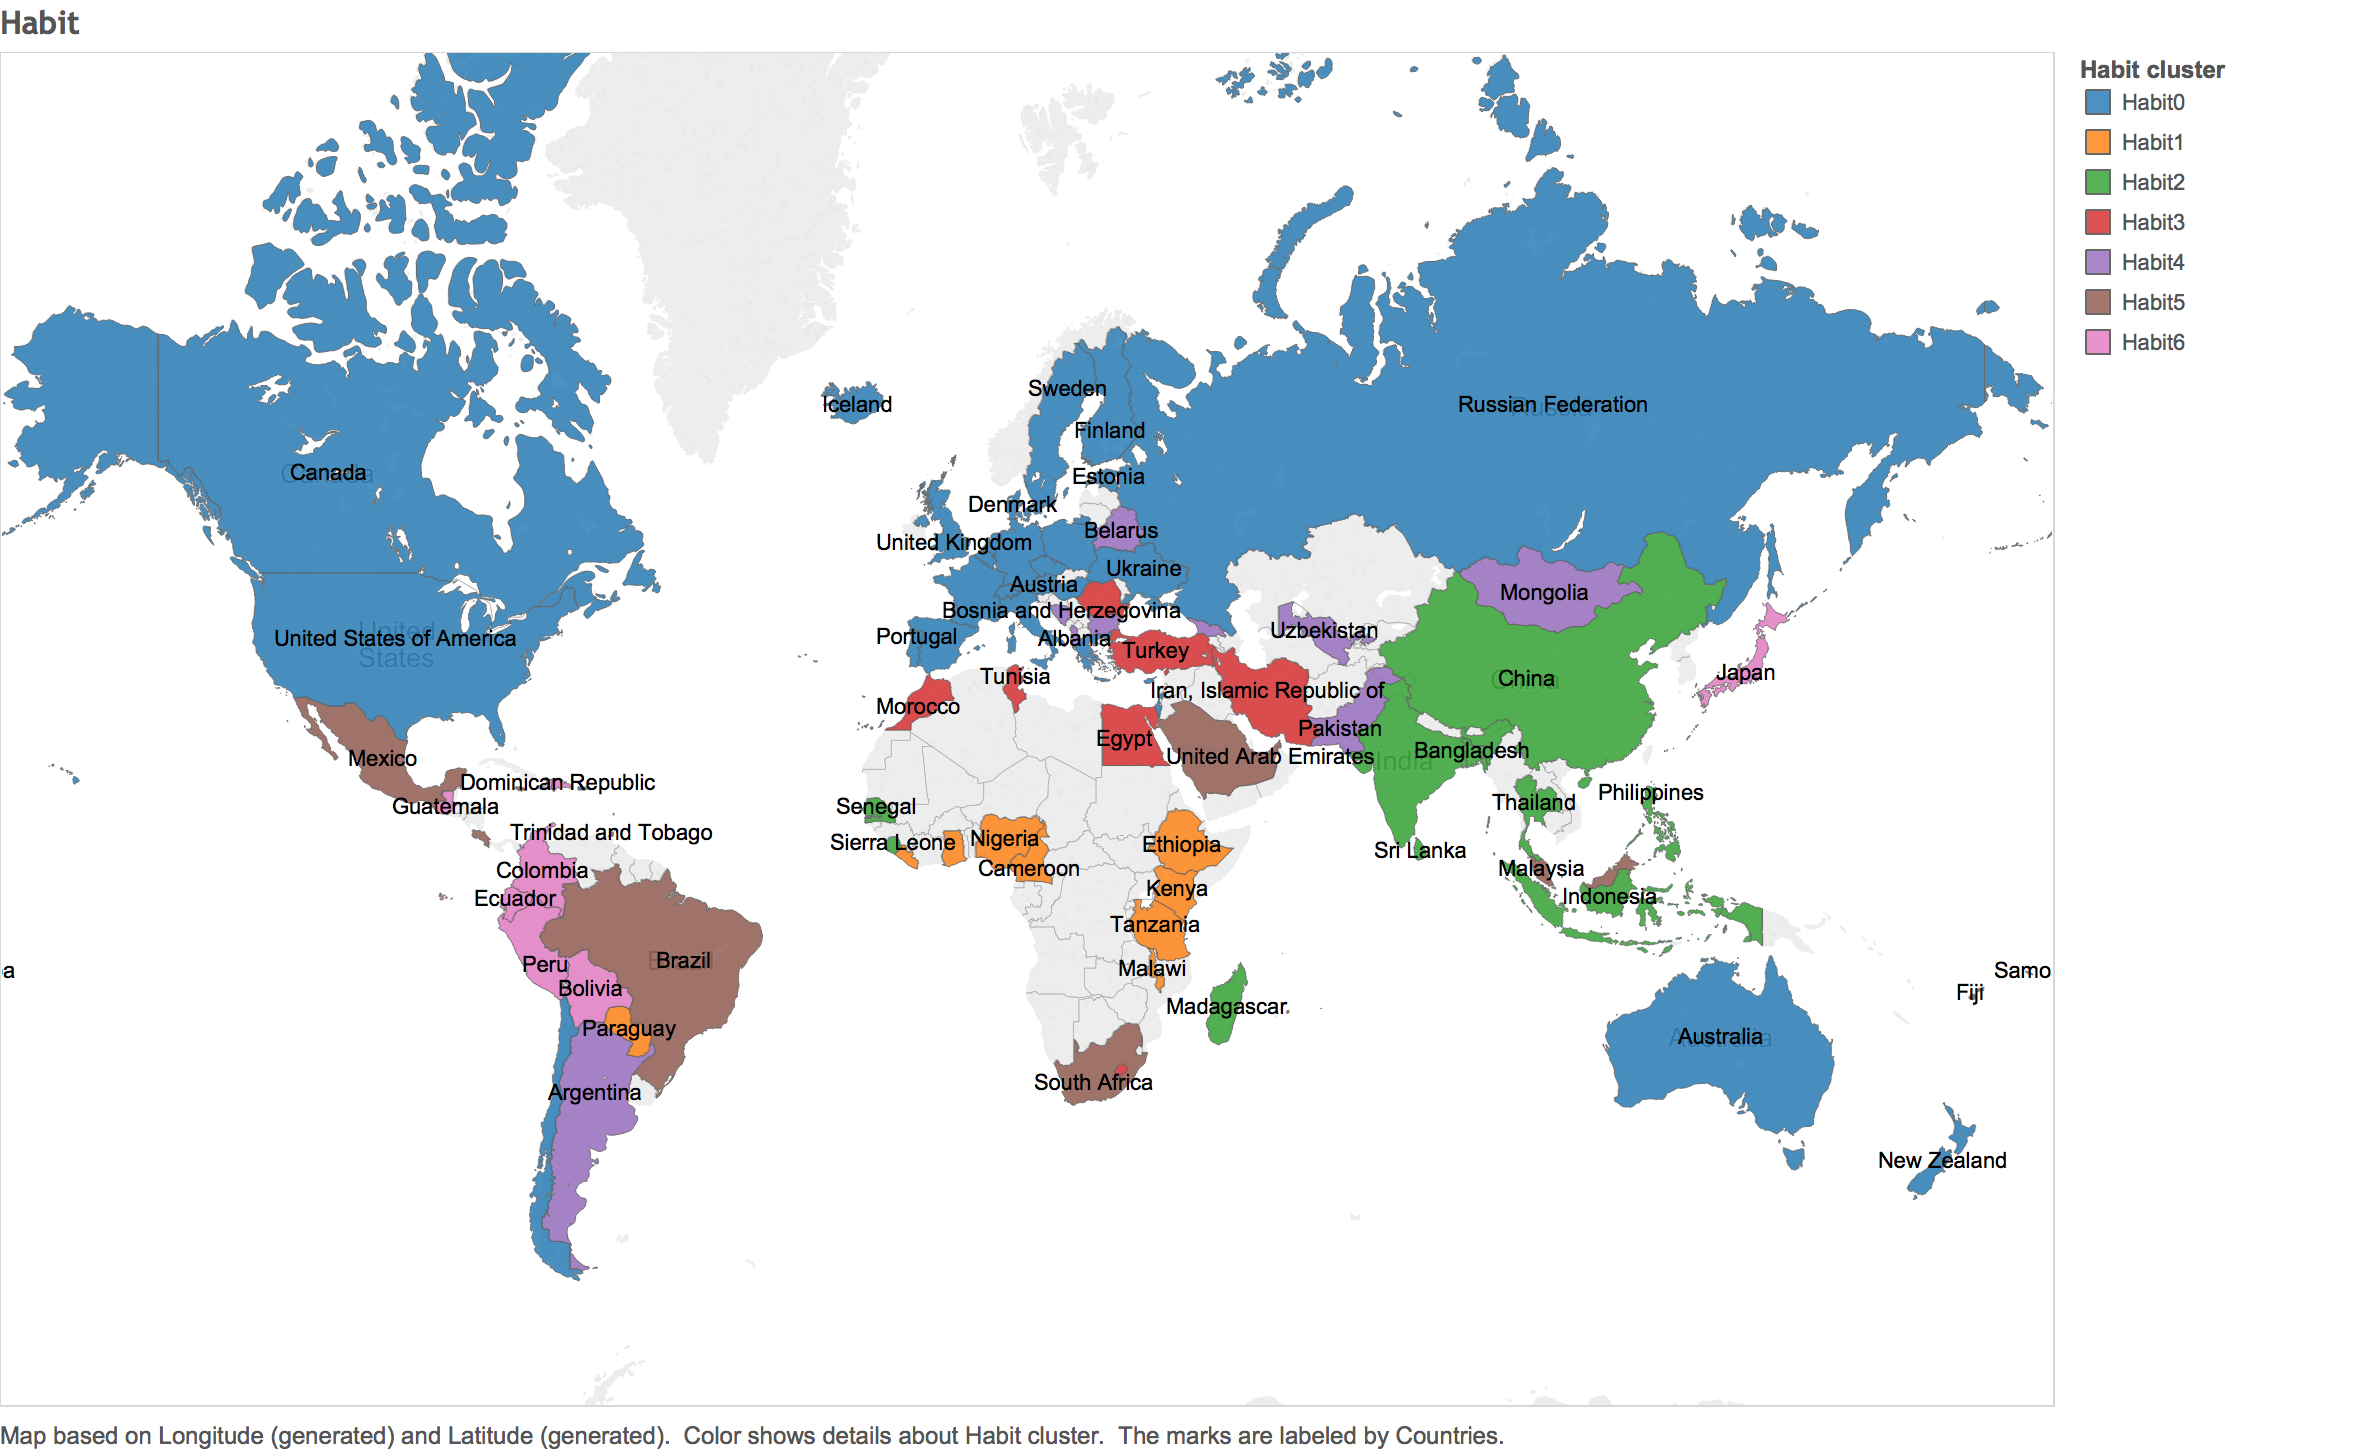 Habit
Habit cluster
Habit0
Habit1
Habit2
Habit3
Habit4
Habit5
Habit6
Sweden
Iceland
Russian Federation
Finland
Canada
Estonia
Denmark
Belarus
United Kingdom
Ukraine
Austria
Mongolia
Bosnia and Herzegovina
Uzbekistan
United States of America
United
States
Portugal
Albania
Turkey
Japan
Tunisia
China
Iran, Islamic Republic of
Morocco
Pakistan
Egypt
Bangladesh
United Arab Emirates
India
Mexico
Dominican Republic
Philippines
Guatemala
Senegal
Thailand
Trinidad and Tobago
Sierra Leone
Nigeria
Ethiopia
Sri Lanka
Colombia
Cameroon
Malaysia
Kenya
Ecuador
Indonesia
Tanzania
Brazil
Peru
Malawi
a
Samo
Bolivia
Fiji
Madagascar
Paraguay
Australia
South Africa
Argentina
New Zealand
Map based on Longitude (generated) and Latitude (generated).  Color shows details about Habit cluster.  The marks are labeled by Countries.